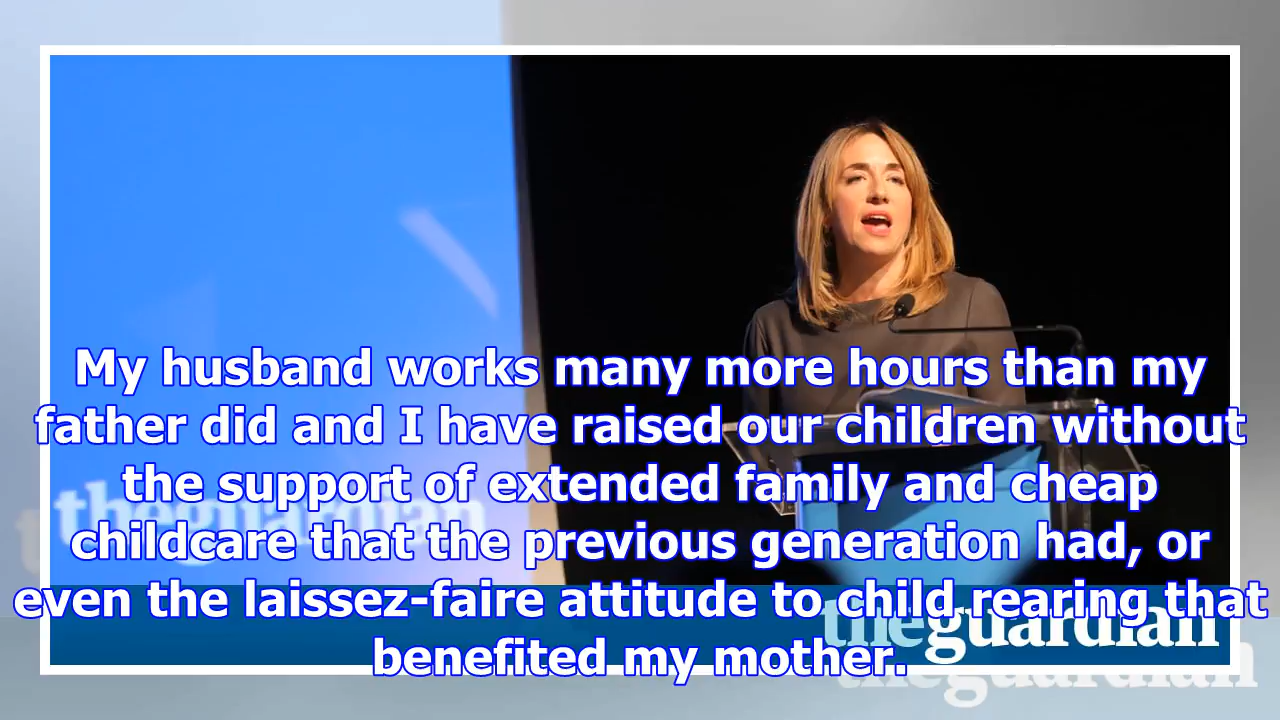 My husband works many more hours than my
father did and I have raised our children without
the support of extended family and cheap
childcare that the previous generation had, or
even the laissez-faire attitude to child rearing that
benefited my mother.
theguardian
theguardian
theguardian